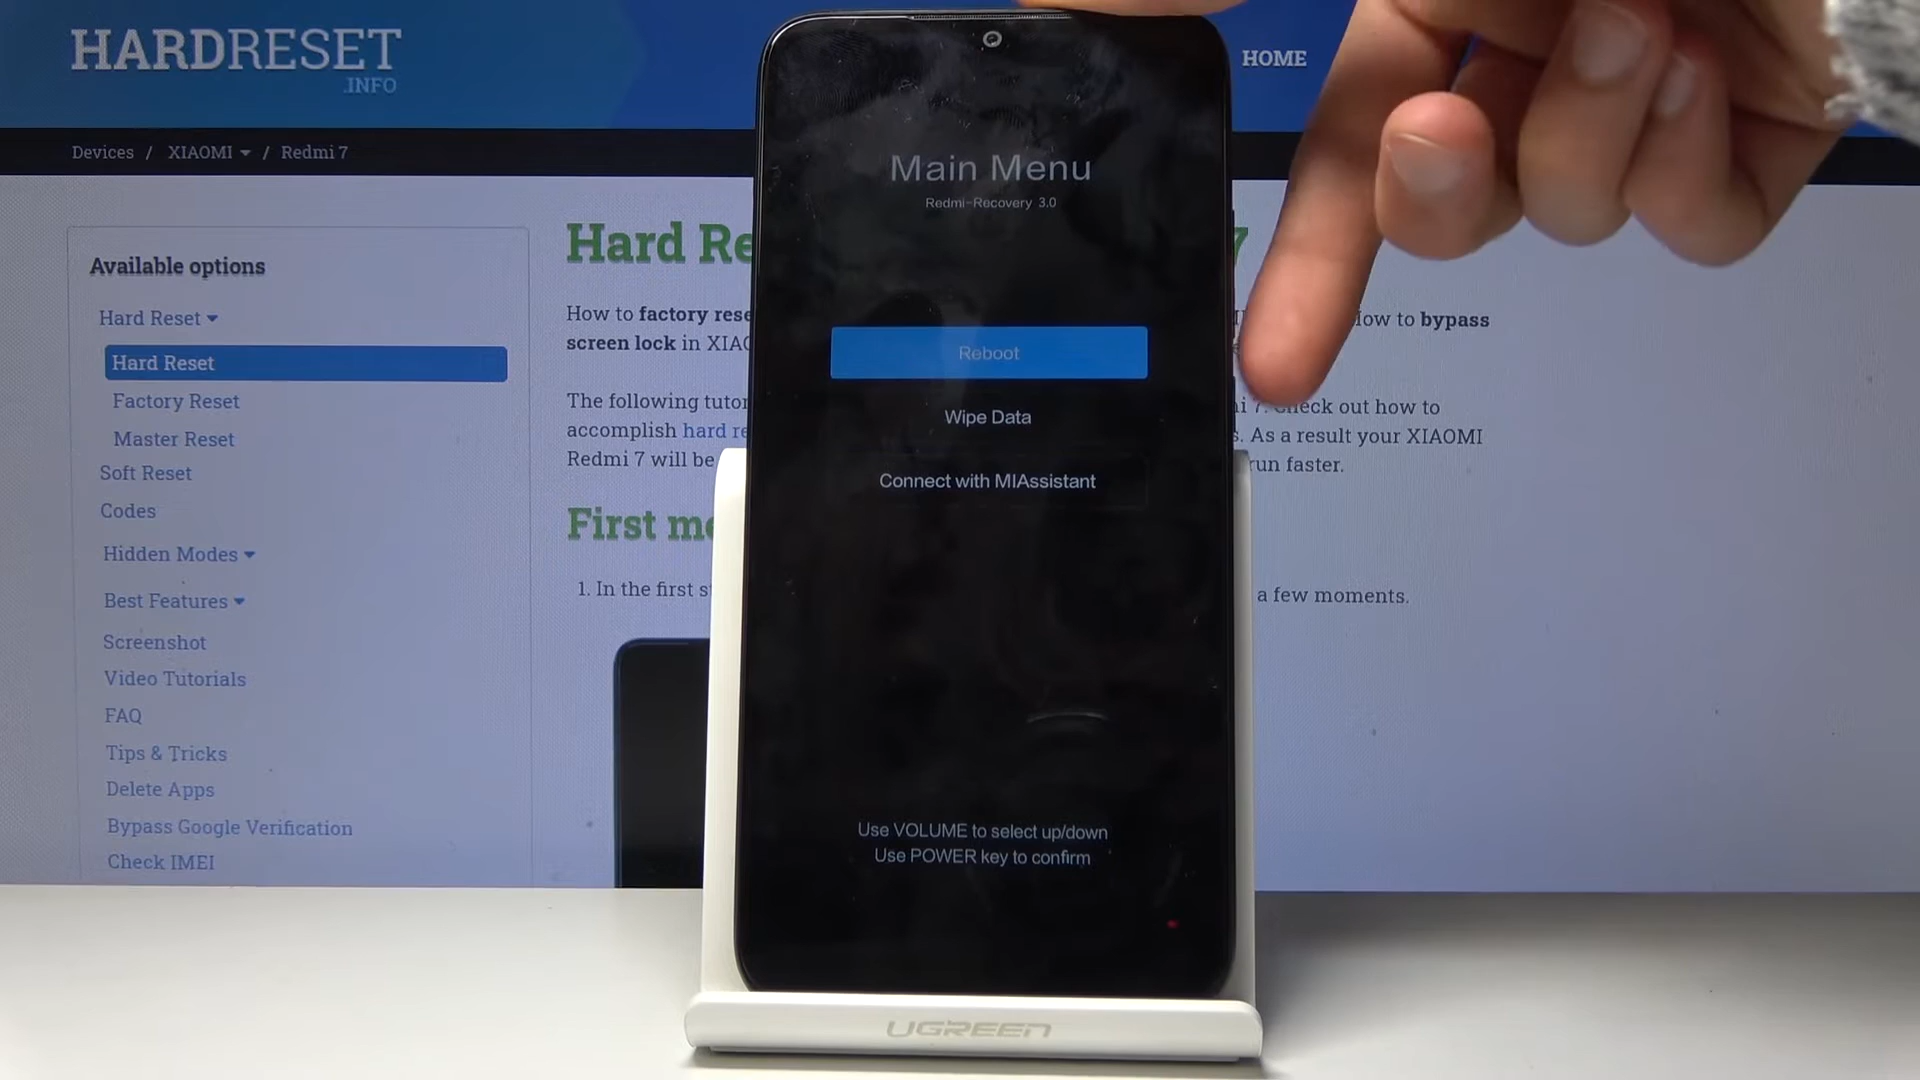 HARDRESET
.INFO
HOME
Devices / XIAOMI / Redmi 7
Available options
Hard Reset
Hard Reset
Factory Reset
Master Reset
Soft Reset
Codes
Hidden Modes
Best Features
Screenshot
Video Tutorials
FAQ
Tips & Tricks
Delete Apps
Bypass Google Verification
Check IMEI
Hard Re 7
How to factory rese How to bypass
screen lock in XIAO
The following tutor Check out how to
accomplish hard re As a result your XIAOMI
Redmi 7 will be run faster.
First me
1. In the first s a few moments.
Main Menu
Redmi-Recovery 3.0
Reboot
Wipe Data
Connect with MIAssistant
Use VOLUME to select up/down
Use POWER key to confirm
UGREEN